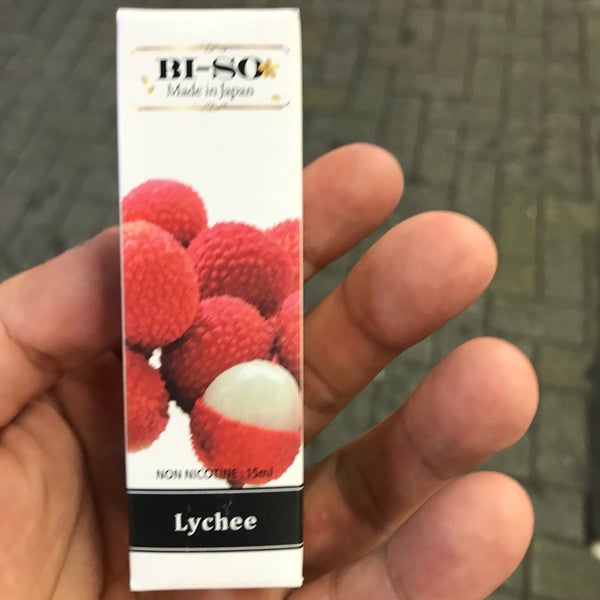 BI-SO
Made in Japan
NON NICOTINE : 15ml
Lychee